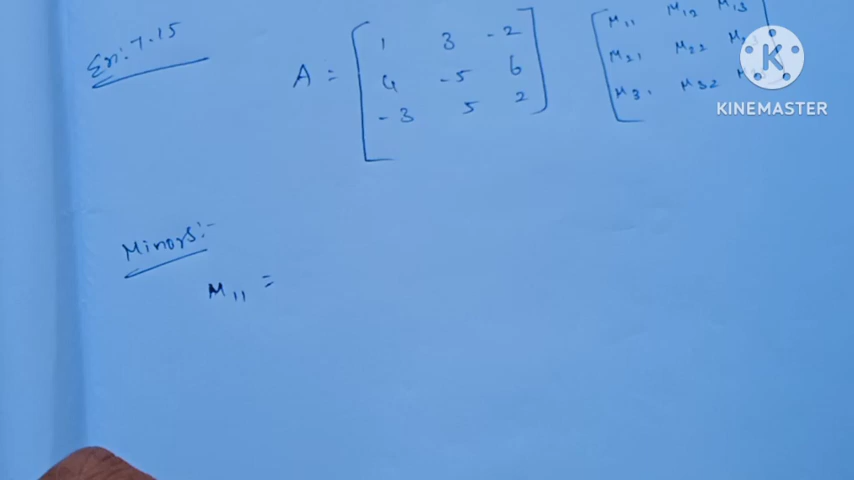 Ex: 7.15
A = [ 1 3 -2
4 -5 6
-3 5 2 ]
[ M11 M12 M13
M21 M22
M31 M32 ]
KINEMASTER
Minors:-
M11 =